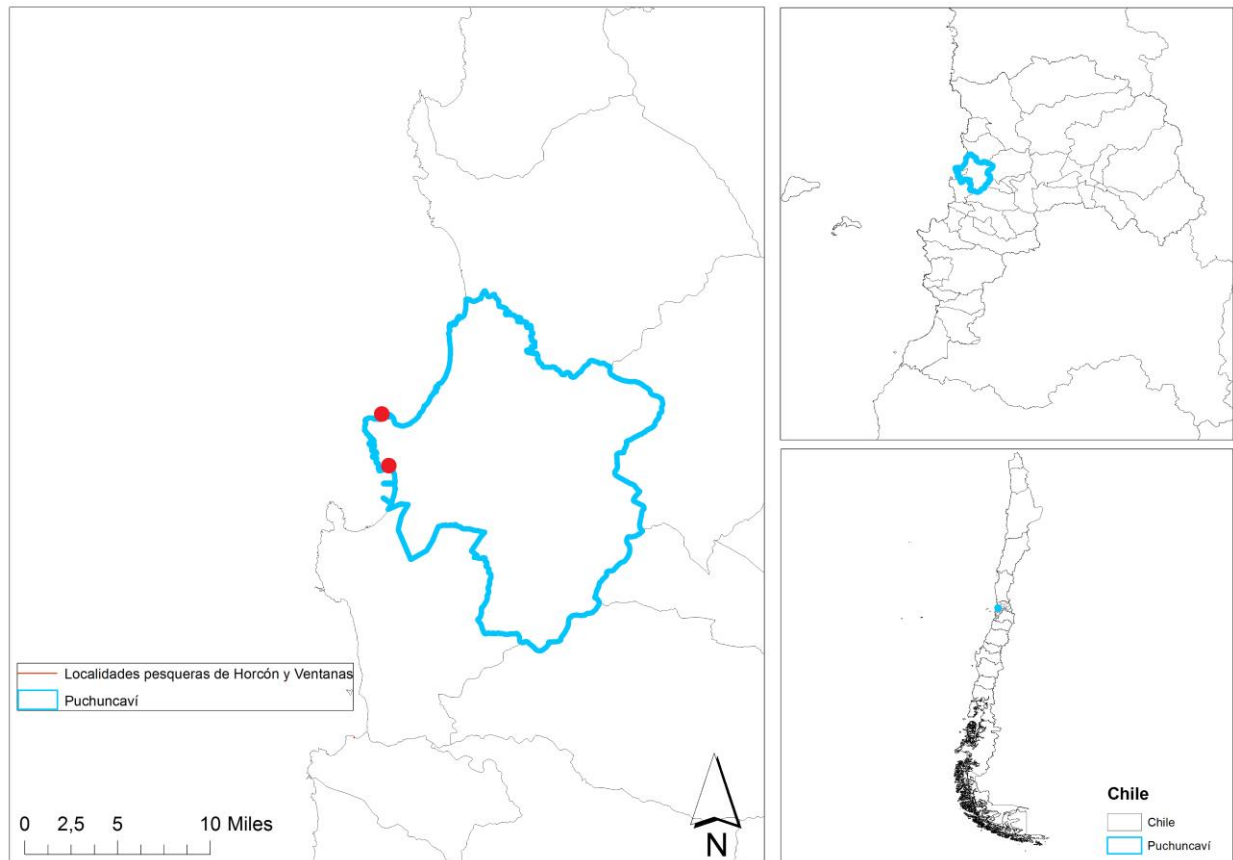 Localidades pesqueras de Horcón y Ventanas
Puchuncaví
0 2,5 5 10 Miles
N
Chile
Chile
Puchuncaví